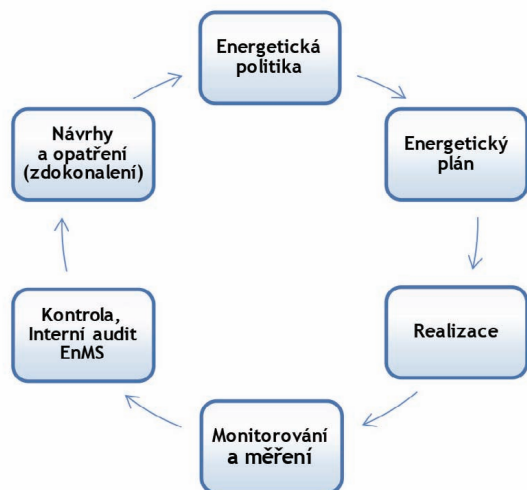 Energetická
politika
Energetický
plán
Realizace
Monitorování
a měření
Kontrola,
Interní audit
EnMS
Návrhy
a opatření
(zdokonalení)